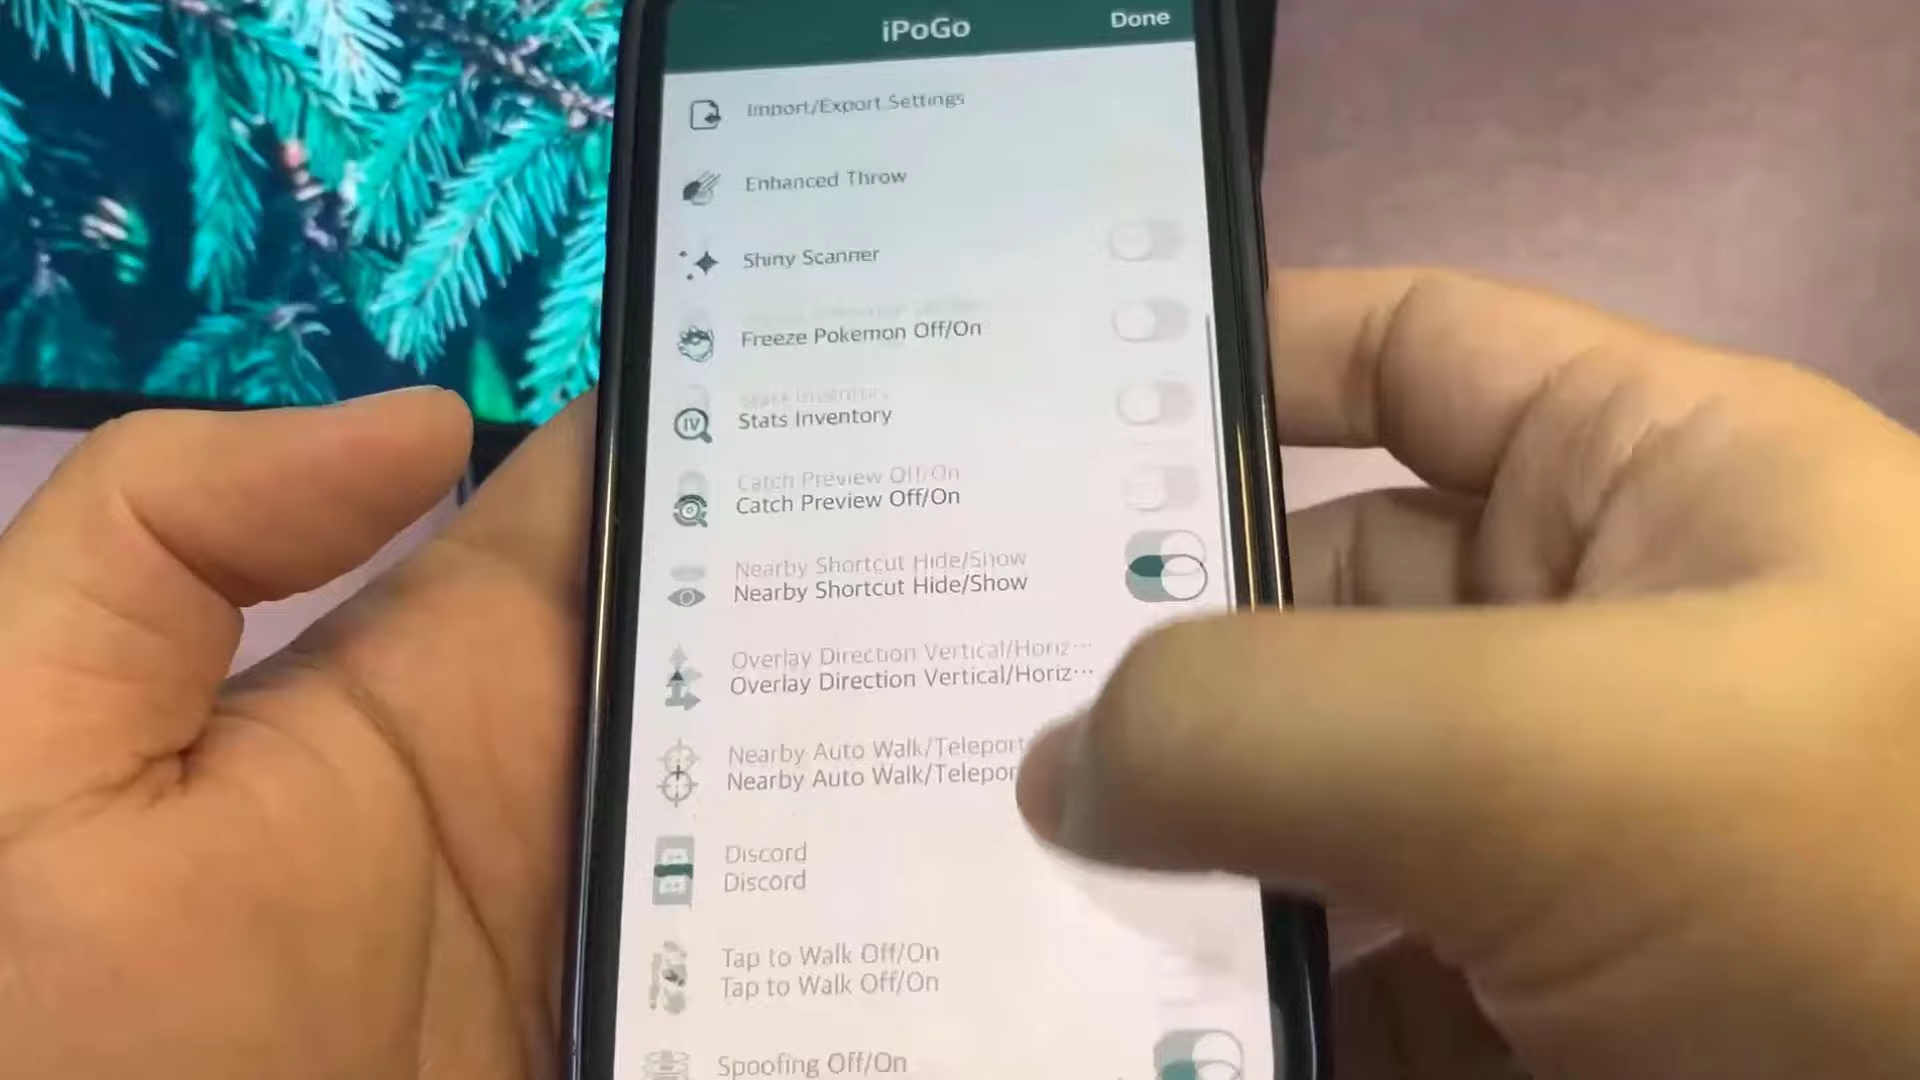 iPoGo
Done
Import/Export Settings
Enhanced Throw
Shiny Scanner
Freeze Pokemon Off/On
Stats Inventory
IV
Catch Preview Off/On
Catch Preview Off/On
Nearby Shortcut Hide/Show
Nearby Shortcut Hide/Show
Overlay Direction Vertical/Horiz…
Overlay Direction Vertical/Horiz…
Nearby Auto Walk/Teleport
Nearby Auto Walk/Telepor
Discord
Discord
Tap to Walk Off/On
Tap to Walk Off/On
Spoofing Off/On